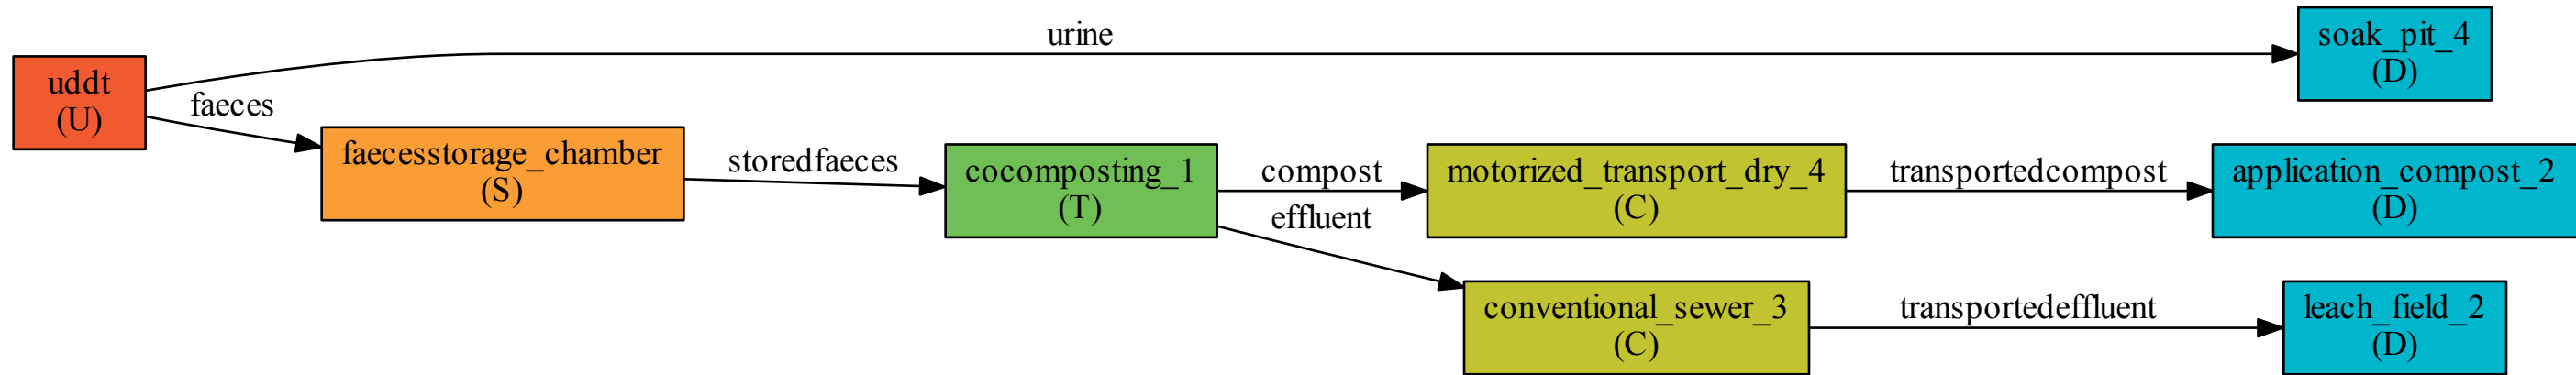 uddt
(U)
urine
faeces
faecesstorage_chamber
(S)
storedfaeces
cocomposting_1
(T)
compost
effluent
motorized_transport_dry_4
(C)
conventional_sewer_3
(C)
transportedcompost
transportedeffluent
soak_pit_4
(D)
application_compost_2
(D)
leach_field_2
(D)